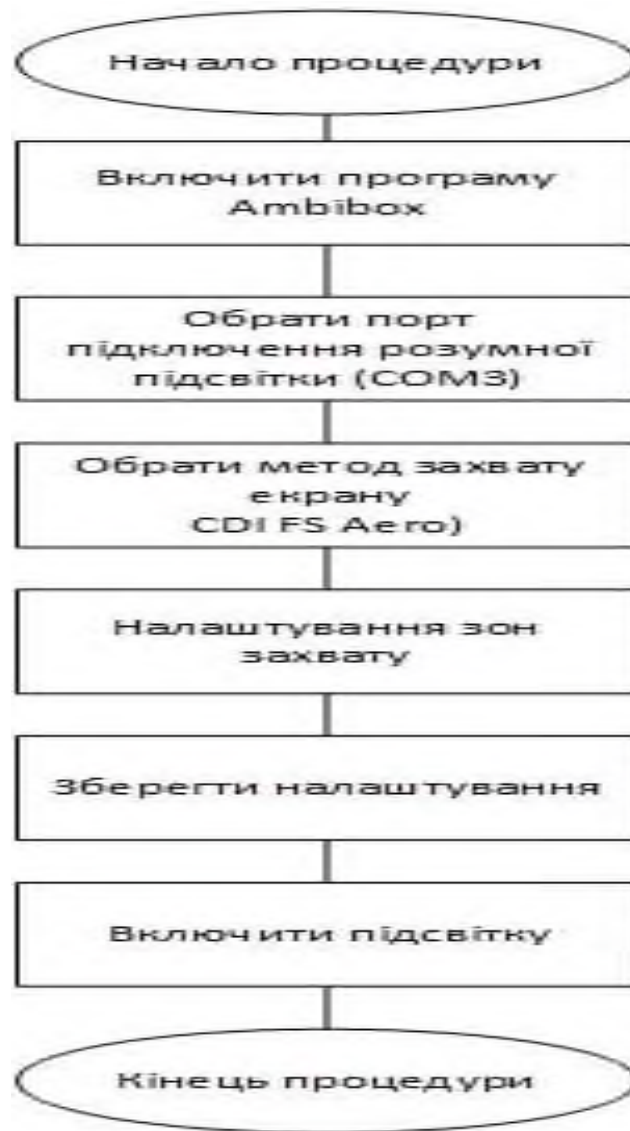 Начало процедури
Включити програму
Ambibox
Обрати порт
підключення розумної
підсвітки (COM3)
Обрати метод захвату
екрану
CDI FS Aero)
Налаштування зон
захвату
Зберегти налаштування
Включити підсвітку
Кінець процедури